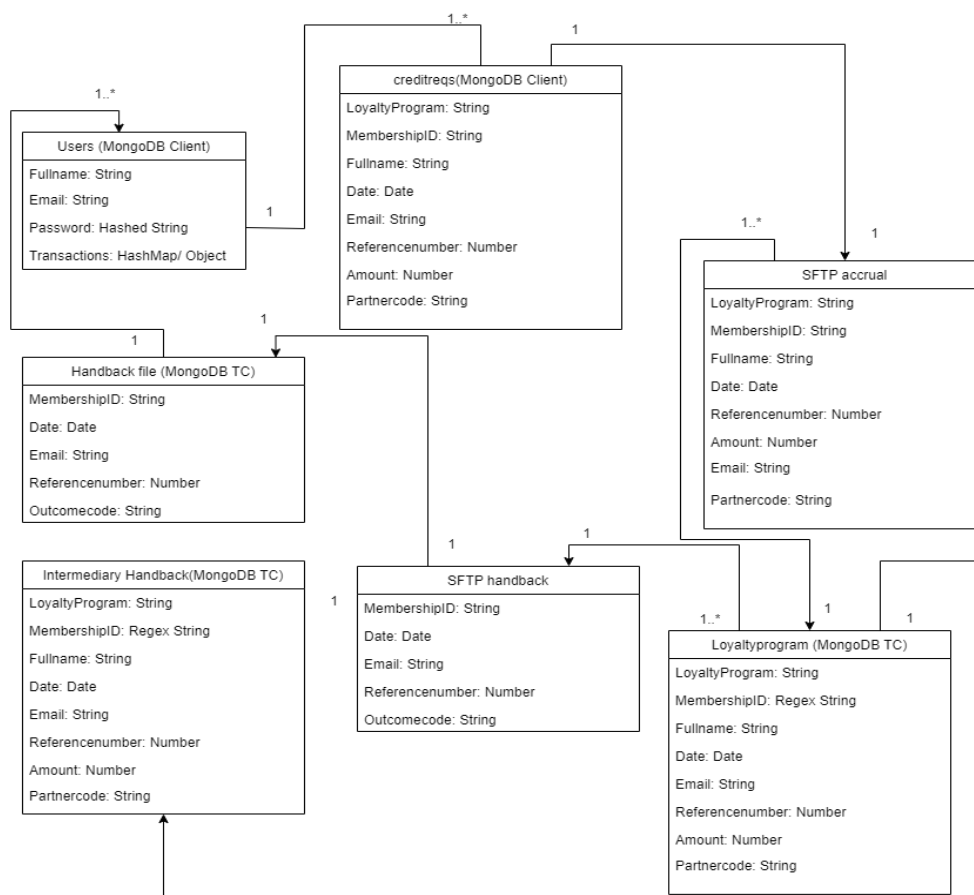 1..*
1
creditreqs(MongoDB Client)
LoyaltyProgram: String
MembershipID: String
Fullname: String
Date: Date
Email: String
Referencenumber: Number
Amount: Number
Partnercode: String
1..*
Users (MongoDB Client)
Fullname: String
Email: String
Password: Hashed String
Transactions: HashMap/ Object
1
1..*
1
SFTP accrual
LoyaltyProgram: String
MembershipID: String
Fullname: String
Date: Date
Referencenumber: Number
Amount: Number
Email: String
Partnercode: String
1
1
Handback file (MongoDB TC)
MembershipID: String
Date: Date
Email: String
Referencenumber: Number
Outcomecode: String
1
1
Intermediary Handback(MongoDB TC)
LoyaltyProgram: String
MembershipID: Regex String
Fullname: String
Date: Date
Email: String
Referencenumber: Number
Amount: Number
Partnercode: String
1
SFTP handback
MembershipID: String
Date: Date
Email: String
Referencenumber: Number
Outcomecode: String
1..*
1
1
Loyaltyprogram (MongoDB TC)
LoyaltyProgram: String
MembershipID: Regex String
Fullname: String
Date: Date
Email: String
Referencenumber: Number
Amount: Number
Partnercode: String